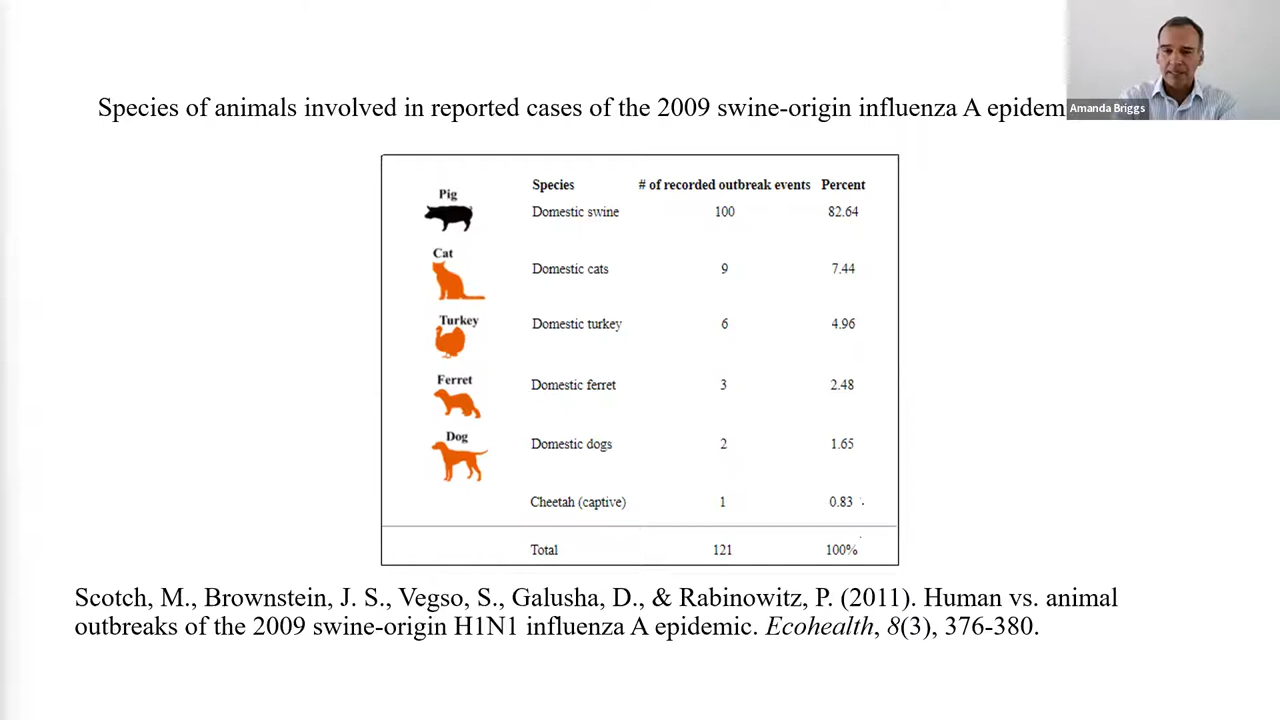 Species of animals involved in reported cases of the 2009 swine-origin influenza A epidem
Amanda Briggs
Species # of recorded outbreak events Percent
Pig
Domestic swine 100 82.64
Cat
Domestic cats 9 7.44
Turkey
Domestic turkey 6 4.96
Ferret
Domestic ferret 3 2.48
Dog
Domestic dogs 2 1.65
Cheetah (captive) 1 0.83
Total 121 100%
Scotch, M., Brownstein, J. S., Vegso, S., Galusha, D., & Rabinowitz, P. (2011). Human vs. animal
outbreaks of the 2009 swine-origin H1N1 influenza A epidemic. Ecohealth, 8(3), 376-380.